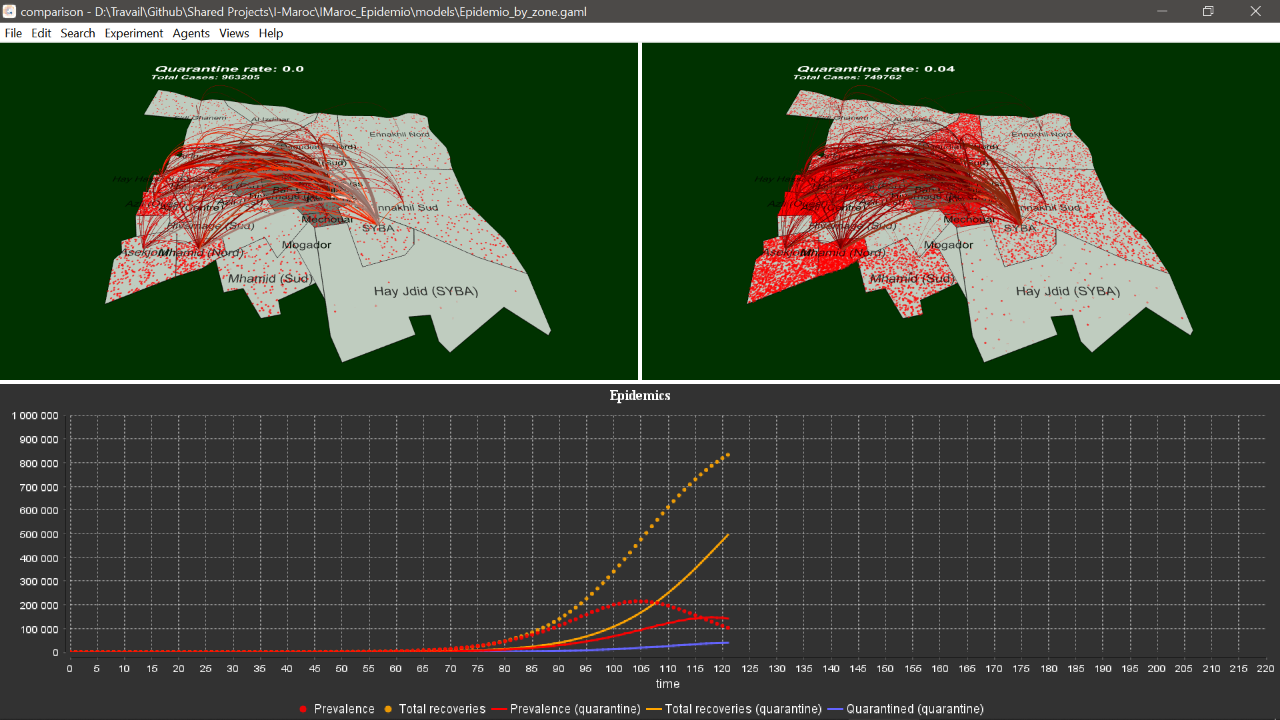 comparison - D:\Travail\Github\Shared Projects\I-Maroc\IMaroc_Epidemio\models\Epidemio_by_zone.gaml
File Edit Search Experiment Agents Views Help
Quarantine rate: 0.0
Total Cases: 963205
Ennakhil Nord
Ennakhil Sud
SYBA
Mechouar
Mogador
Mhamid (Nord)
Mhamid (Sud)
Hay Jdid (SYBA)
Quarantine rate: 0.04
Total Cases: 749762
Ennakhil Nord
Ennakhil Sud
SYBA
Mechouar
Mogador
Mhamid (Nord)
Mhamid (Sud)
Hay Jdid (SYBA)
Epidemics
1 000 000
900 000
800 000
700 000
600 000
500 000
400 000
300 000
200 000
100 000
0
0 5 10 15 20 25 30 35 40 45 50 55 60 65 70 75 80 85 90 95 100 105 110 115 120 125 130 135 140 145 150 155 160 165 170 175 180 185 190 195 200 205 210 215 220
time
Prevalence Total recoveries Prevalence (quarantine) Total recoveries (quarantine) Quarantined (quarantine)